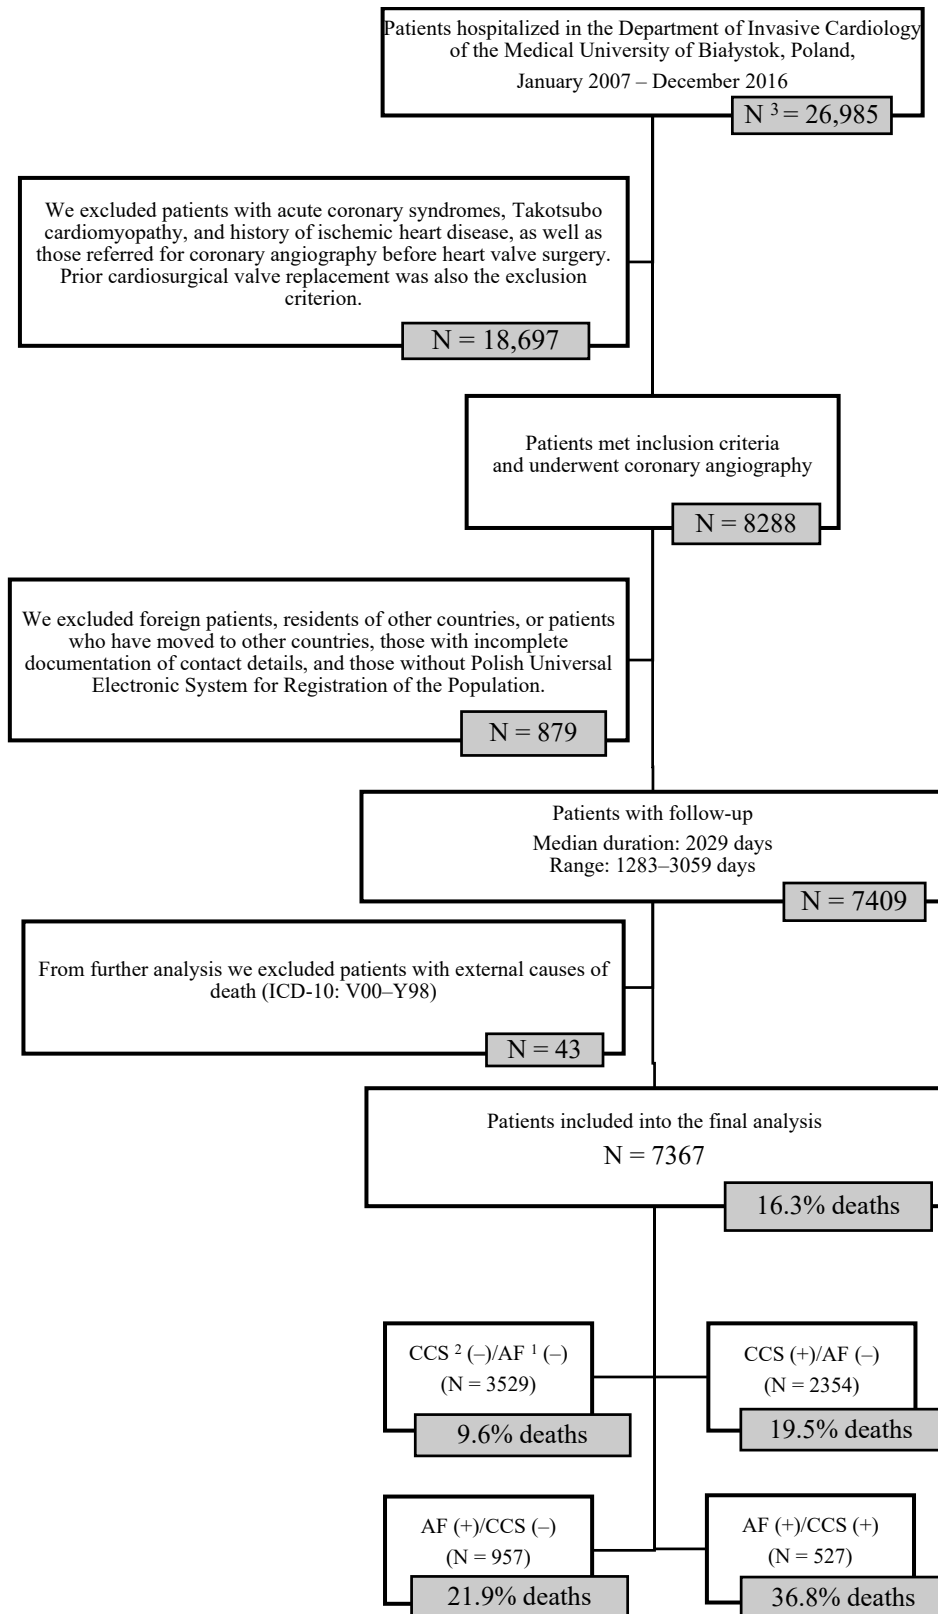 Patients hospitalized in the Department of Invasive Cardiology
of the Medical University of Białystok, Poland,
January 2007 – December 2016
N ³ = 26,985
We excluded patients with acute coronary syndromes, Takotsubo
cardiomyopathy, and history of ischemic heart disease, as well as
those referred for coronary angiography before heart valve surgery.
Prior cardiosurgical valve replacement was also the exclusion
criterion.
N = 18,697
Patients met inclusion criteria
and underwent coronary angiography
N = 8288
We excluded foreign patients, residents of other countries, or patients
who have moved to other countries, those with incomplete
documentation of contact details, and those without Polish Universal
Electronic System for Registration of the Population.
N = 879
Patients with follow-up
Median duration: 2029 days
Range: 1283–3059 days
N = 7409
From further analysis we excluded patients with external causes of
death (ICD-10: V00–Y98)
N = 43
Patients included into the final analysis
N = 7367
16.3% deaths
CCS ² (–)/AF ¹ (–)
(N = 3529)
9.6% deaths
CCS (+)/AF (–)
(N = 2354)
19.5% deaths
AF (+)/CCS (–)
(N = 957)
21.9% deaths
AF (+)/CCS (+)
(N = 527)
36.8% deaths